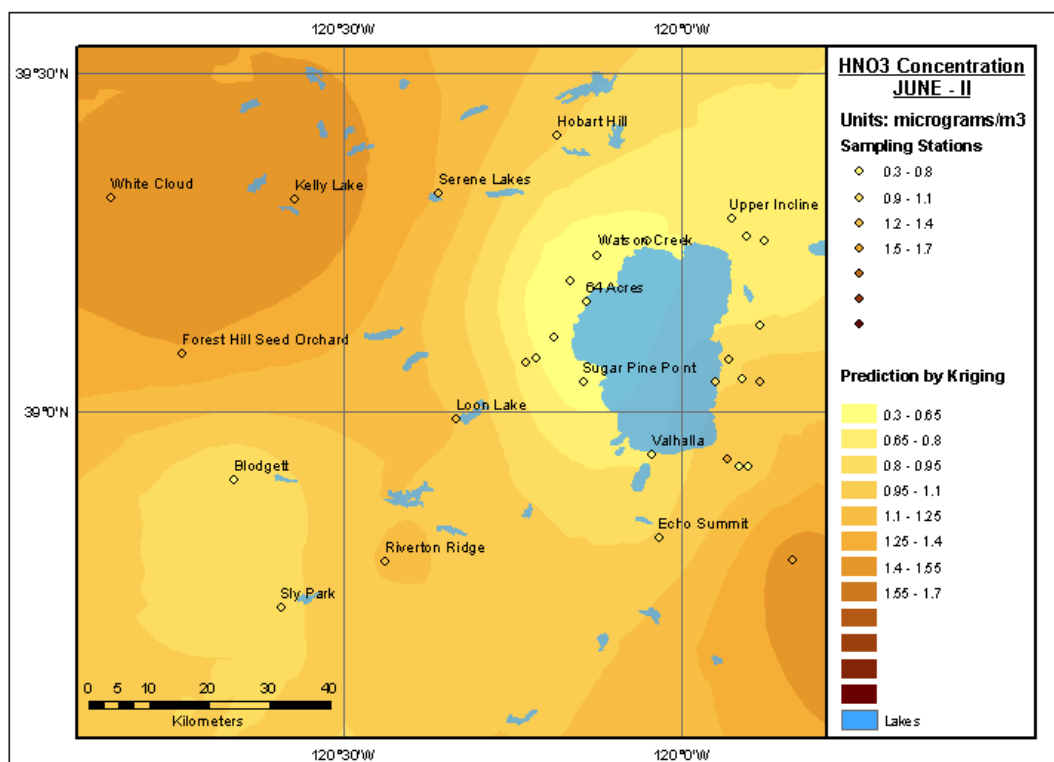 120°30'W 120°0'W
39°30'N 39°30'N
HNO3 Concentration
JUNE - II
Units: micrograms/m3
Sampling Stations
0.3 - 0.8
0.9 - 1.1
1.2 - 1.4
1.5 - 1.7
Prediction by Kriging
0.3 - 0.65
0.65 - 0.8
0.8 - 0.95
0.95 - 1.1
1.1 - 1.25
1.25 - 1.4
1.4 - 1.55
1.55 - 1.7
Lakes
Hobart Hill
White Cloud
Kelly Lake
Serene Lakes
Upper Incline
Watson Creek
64 Acres
Forest Hill Seed Orchard
Sugar Pine Point
39°0'N 39°0'N
Loon Lake
Valhalla
Blodgett
Echo Summit
Riverton Ridge
Sly Park
0 5 10 20 30 40
Kilometers
120°30'W 120°0'W